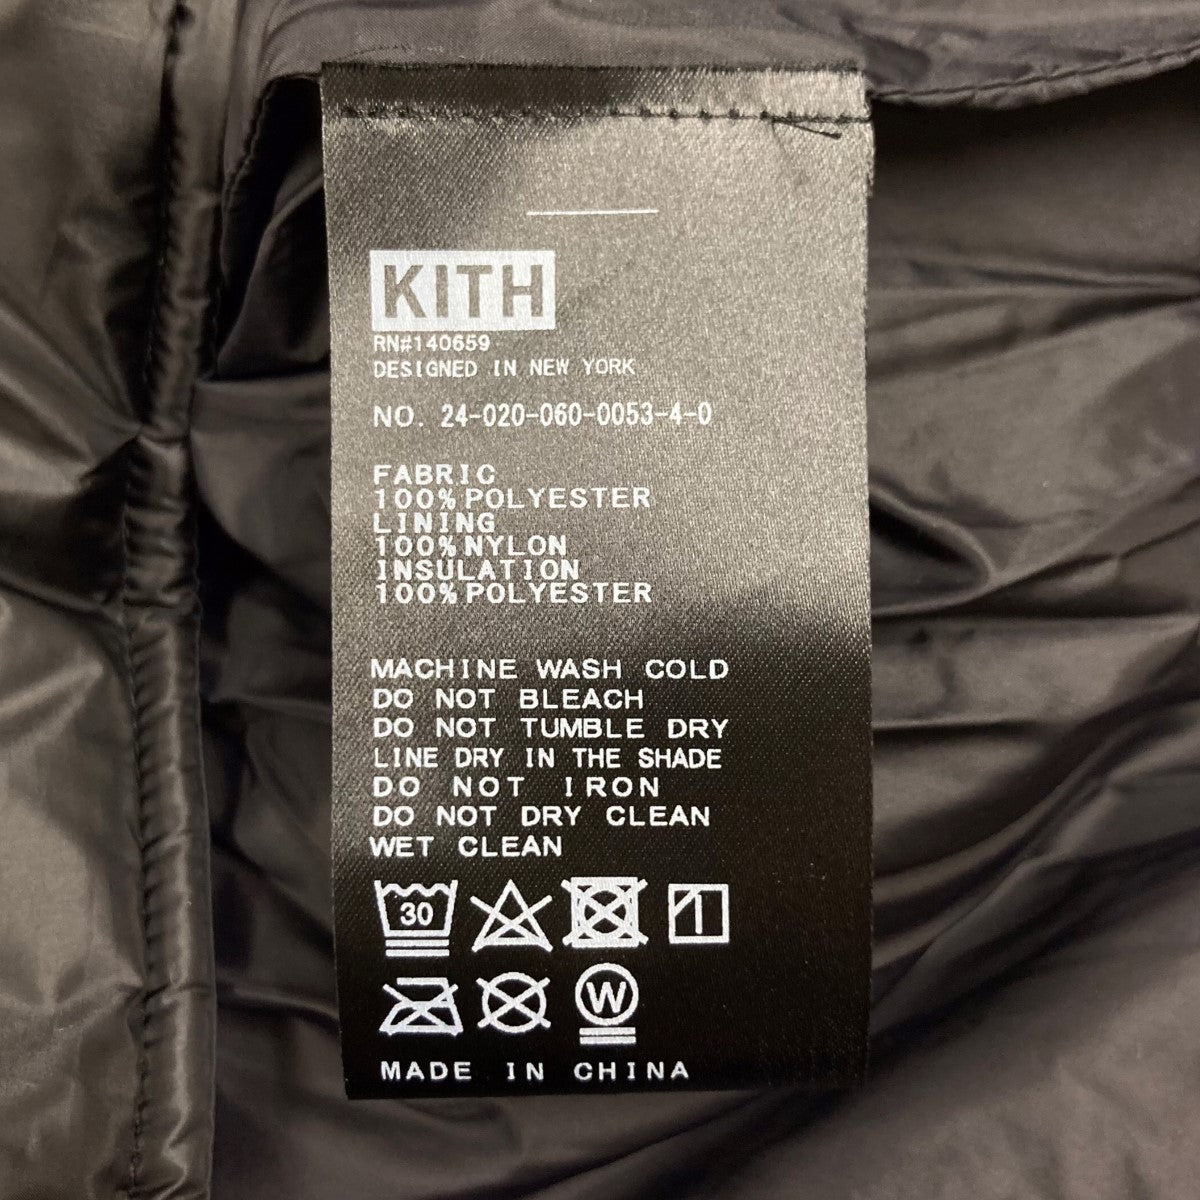 KITH
RN#140659
DESIGNED IN NEW YORK
NO. 24-020-060-0053-4-0
FABRIC
100%POLYESTER
LINING
100%NYLON
INSULATION
100%POLYESTER
MACHINE WASH COLD
DO NOT BLEACH
DO NOT TUMBLE DRY
LINE DRY IN THE SHADE
DO NOT IRON
DO NOT DRY CLEAN
WET CLEAN
30
W
MADE IN CHINA